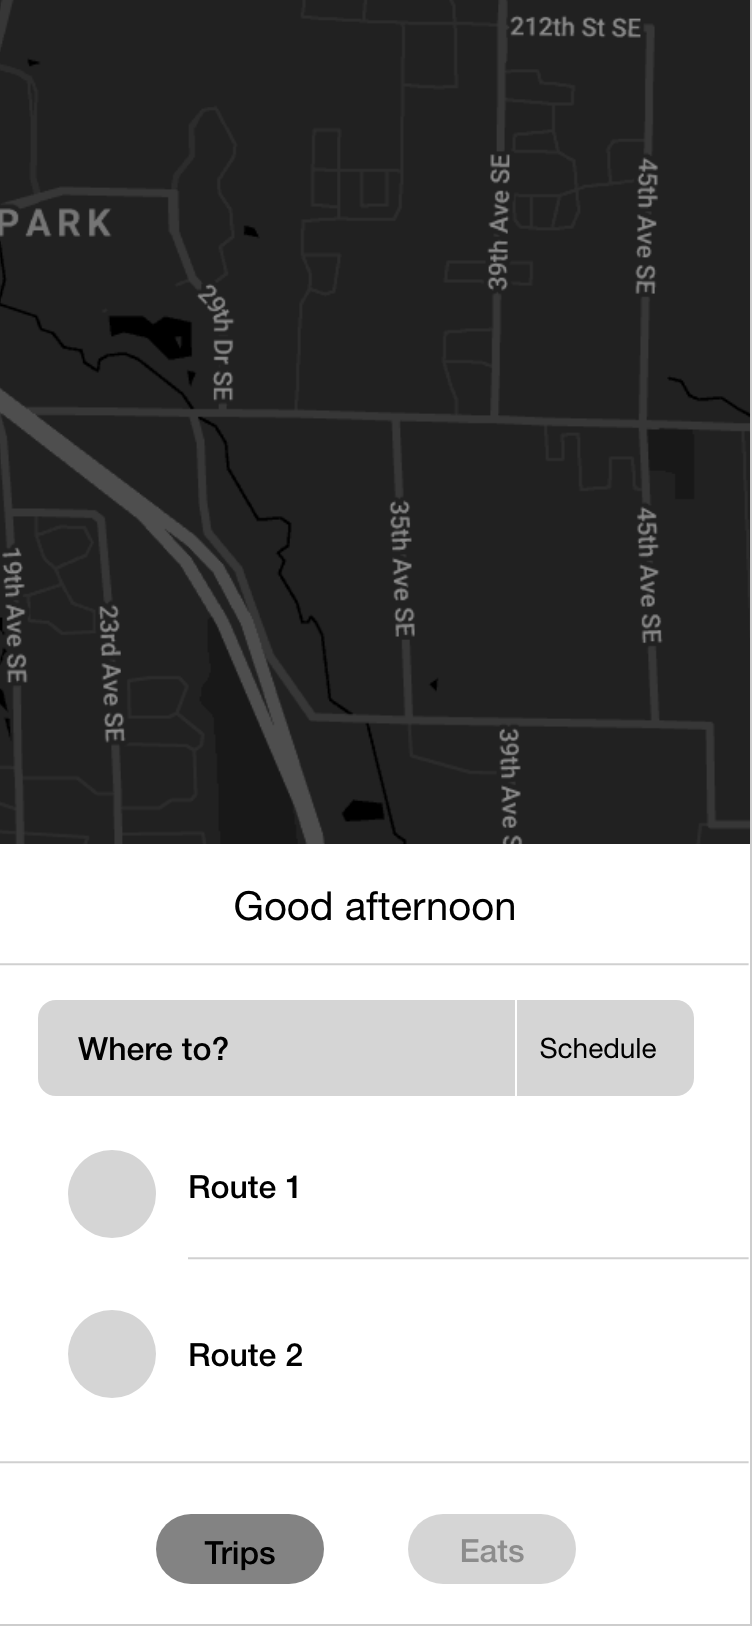 212th St SE
39th Ave SE
45th Ave SE
PARK
29th Dr SE
35th Ave SE
45th Ave SE
19th Ave SE
23rd Ave SE
39th Ave S
Good afternoon
Where to?
Schedule
Route 1
Route 2
Trips
Eats